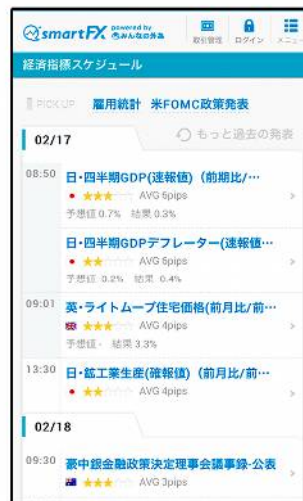 smartFX powered by みんなの外為
取引管理 ログイン メニュー
経済指標スケジュール
PICK UP 雇用統計 米FOMC政策発表
02/17 もっと過去の発表
08:50 日・四半期GDP(速報値)（前期比/…
★★★☆☆ AVG 6pips
予想値 0.7% 結果 0.3%
日・四半期GDPデフレーター(速報値…
★★☆☆☆ AVG 6pips
予想値 0.2% 結果 0.4%
09:01 英・ライトムーブ住宅価格(前月比/前…
★★★☆☆ AVG 4pips
予想値 - 結果 3.3%
13:30 日・鉱工業生産(確報値)（前月比/前…
★★☆☆☆ AVG 4pips
02/18
09:30 豪中銀金融政策決定理事会議事録-公表
★★★☆☆ AVG 3pips